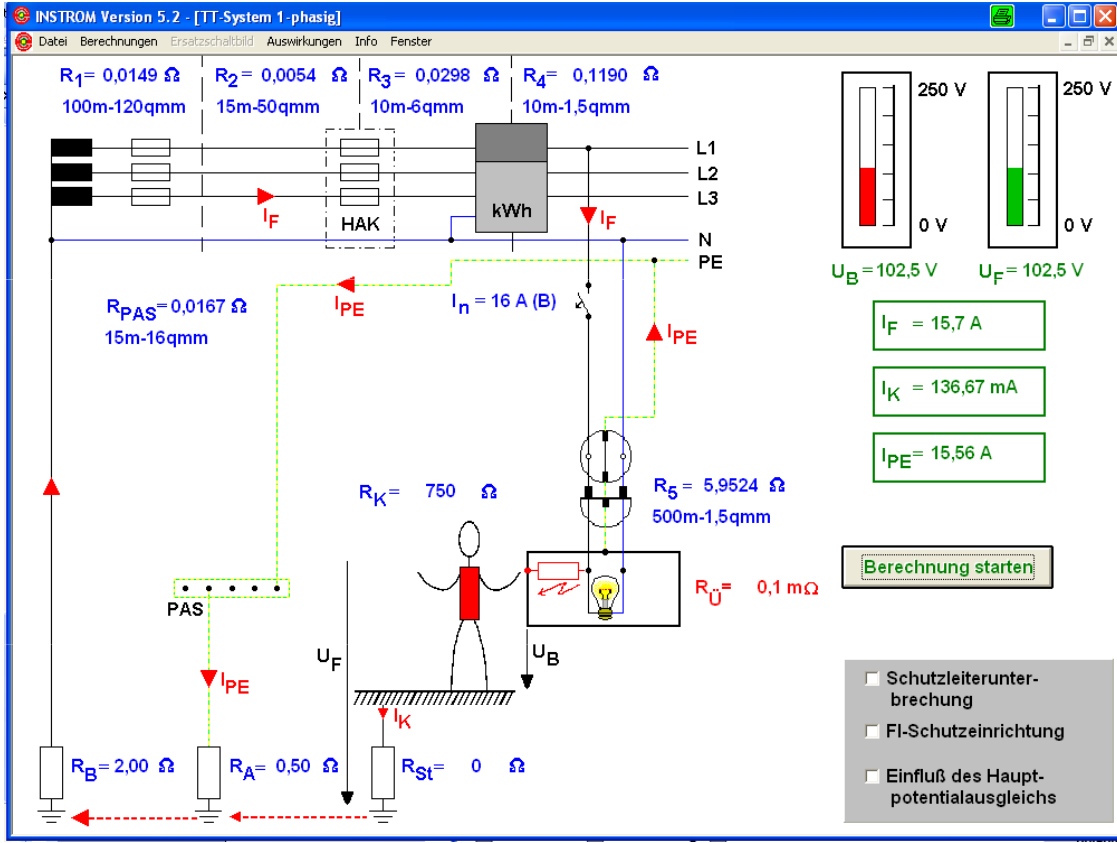 INSTROM Version 5.2 - [TT-System 1-phasig]
Datei Berechnungen Ersatzschaltbild Auswirkungen Info Fenster
R1= 0,0149 Ω R2= 0,0054 Ω R3= 0,0298 Ω R4= 0,1190 Ω
100m-120qmm 15m-50qmm 10m-6qmm 10m-1,5qmm
250 V 250 V
L1
L2
L3
IF HAK kWh IF
0 V 0 V
N
PE
UB=102,5 V UF=102,5 V
RPAS=0,0167 Ω IPE In = 16 A (B) IPE
15m-16qmm
IF = 15,7 A
IK = 136,67 mA
IPE= 15,56 A
RK= 750 Ω R5= 5,9524 Ω
500m-1,5qmm
Berechnung starten
PAS RÜ= 0,1 mΩ
UF UB
IPE IK
Schutzleiterunter-
brechung
FI-Schutzeinrichtung
Einfluß des Haupt-
potentialausgleichs
RB=2,00 Ω RA= 0,50 Ω RSt= 0 Ω